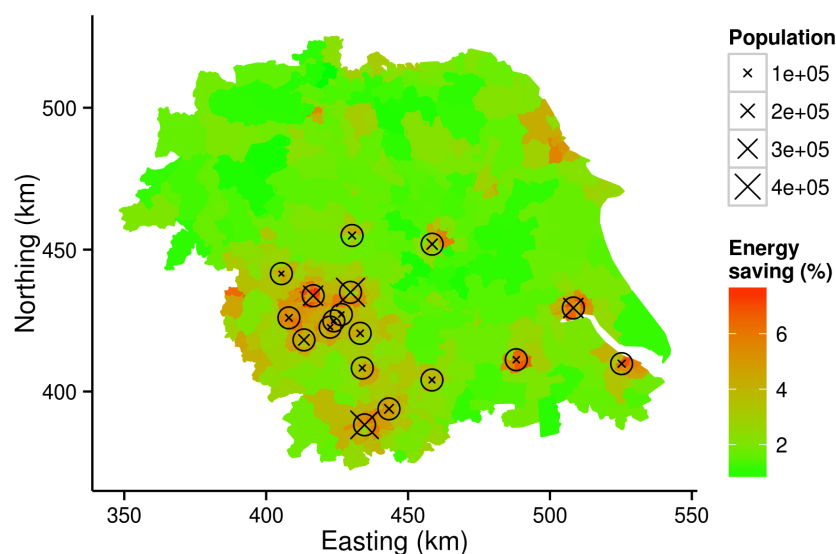 Population
1e+05
2e+05
3e+05
4e+05
Energy
saving (%)
6
4
2
500
450
400
350
400
450
500
550
Northing (km)
Easting (km)